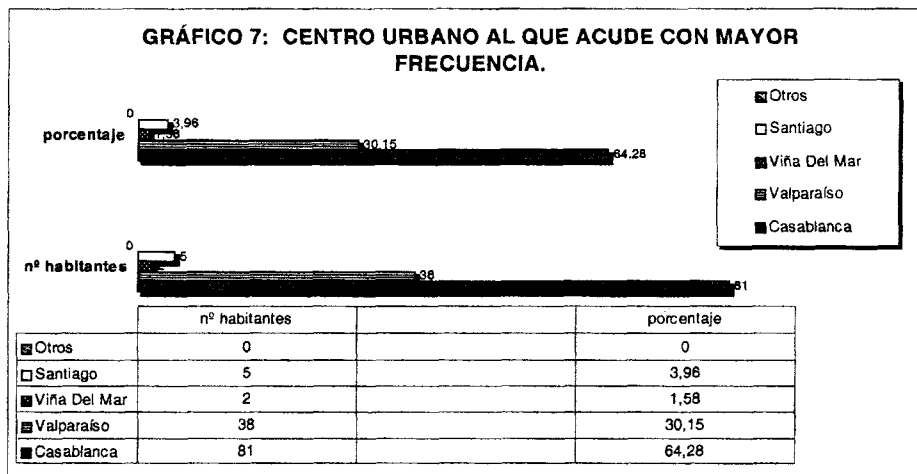 GRÁFICO 7: CENTRO URBANO AL QUE ACUDE CON MAYOR
FRECUENCIA.
Otros
Santiago
Viña Del Mar
Valparaíso
Casablanca
porcentaje
0
3,96
30,15
64,28
nº habitantes
0
5
38
81
nº habitantes porcentaje
Otros 0 0
Santiago 5 3,96
Viña Del Mar 2 1,58
Valparaíso 38 30,15
Casablanca 81 64,28